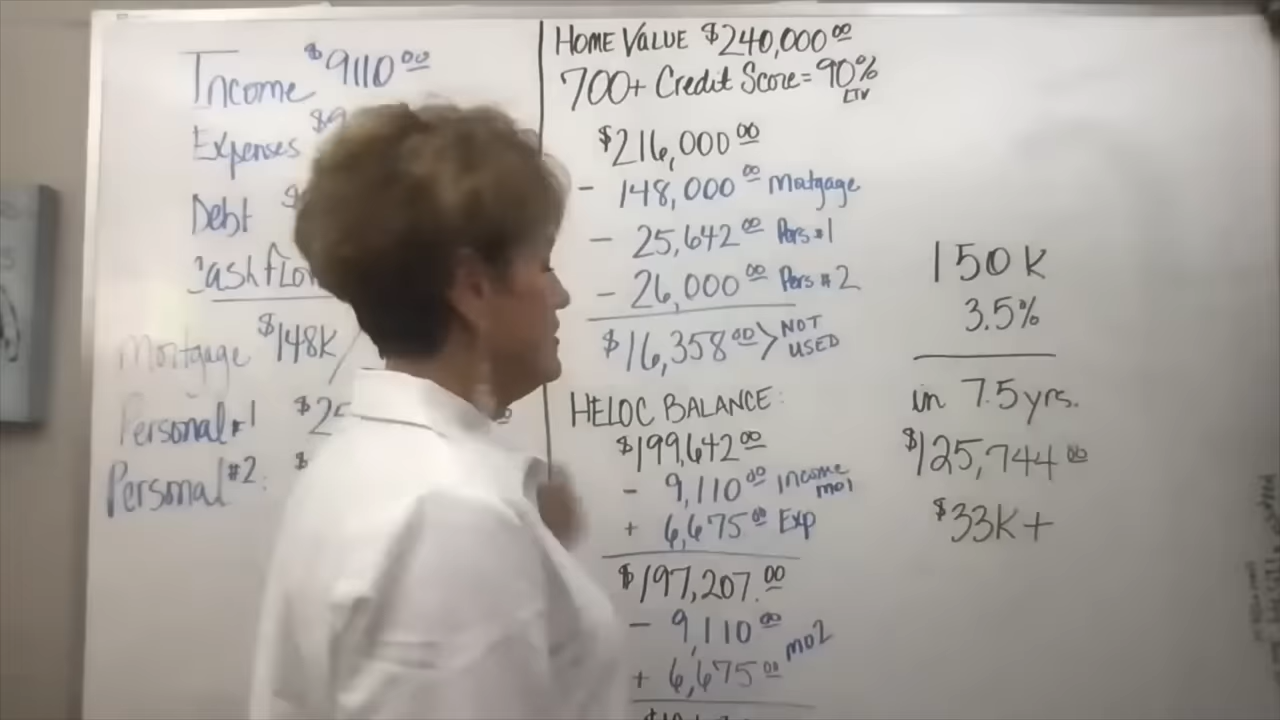 Income $9110.00
Expenses $9
Debt $
Cashflow
Mortgage $148K
Personal #1 $25
Personal #2: $
HOME VALUE $240,000.00
700+ Credit Score = 90%
LTV
$216,000.00
- 148,000.00 Mortgage
- 25,642.00 Pers #1
- 26,000.00 Pers #2
$16,358.00 > NOT USED
HELOC BALANCE:
$199,642.00
- 9,110.00 Income mo1
+ 6,675.00 Exp
$197,207.00
- 9,110.00 mo2
+ 6,675.00
150K
3.5%
in 7.5 yrs.
$125,744.00
$33K+